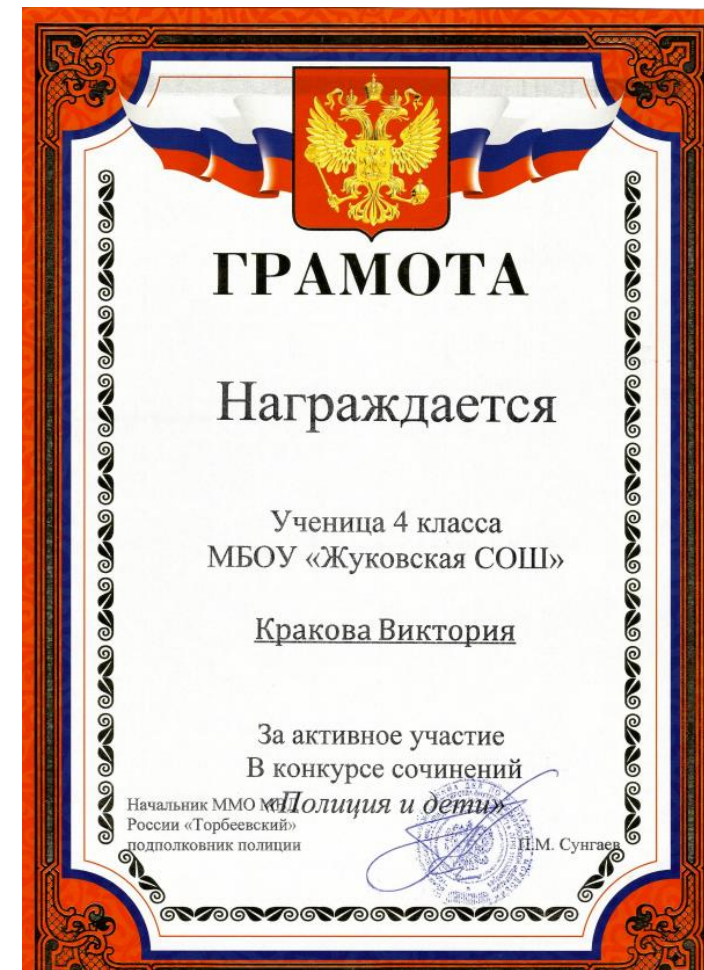 ГРАМОТА
Награждается
Ученица 4 класса
МБОУ «Жуковская СОШ»
Кракова Виктория
За активное участие
В конкурсе сочинений
«Полиция и дети»
Начальник ММО
России «Торбеевский»
подполковник полиции
П.М. Сунгаев